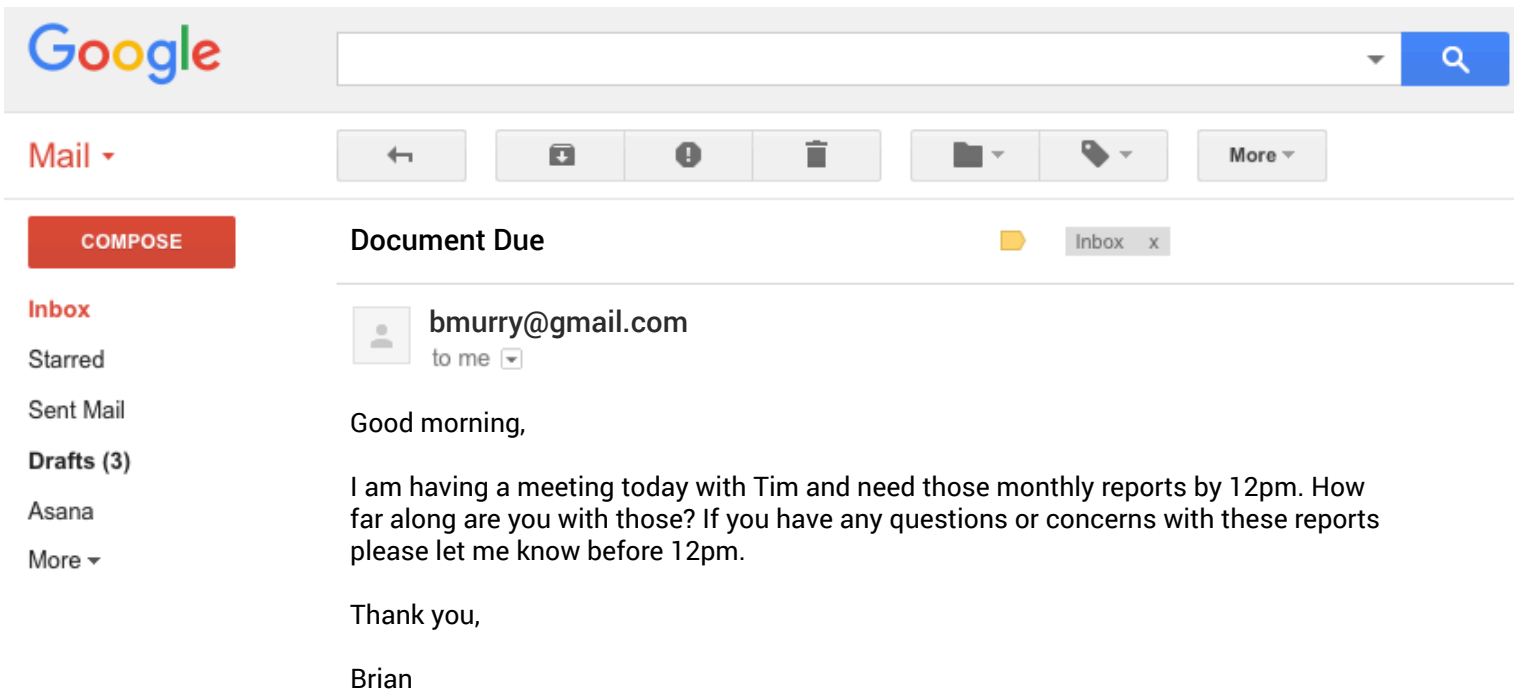 Google
Mail
More
COMPOSE
Document Due
Inbox x
Inbox
Starred
Sent Mail
Drafts (3)
Asana
More
bmurry@gmail.com
to me
Good morning,
I am having a meeting today with Tim and need those monthly reports by 12pm. How
far along are you with those? If you have any questions or concerns with these reports
please let me know before 12pm.
Thank you,
Brian